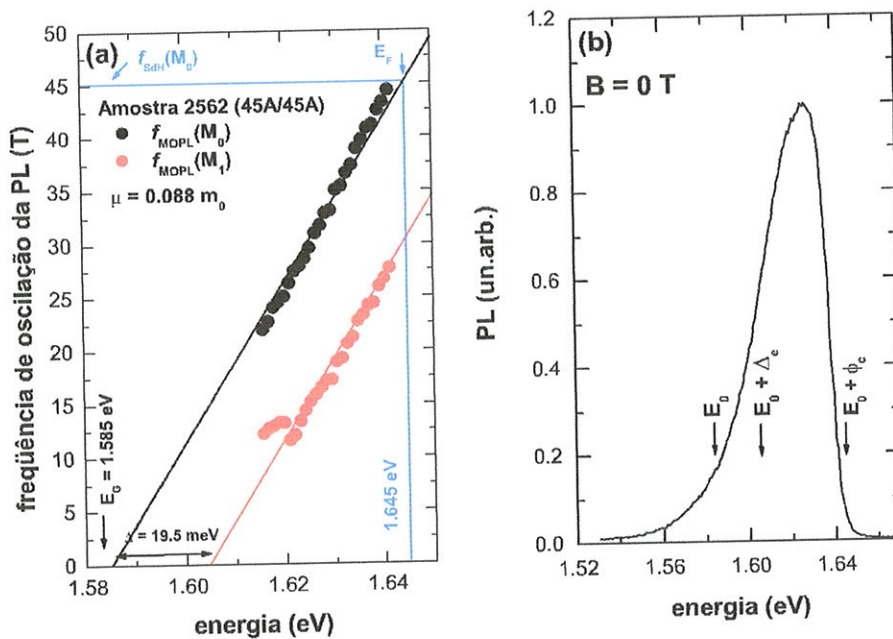 (a)
f_SdH(M_0)
E_F
Amostra 2562 (45A/45A)
f_MOPL(M_0)
f_MOPL(M_1)
μ = 0.088 m_0
E_G = 1.585 eV
Δ = 19.5 meV
1.645 eV
freqüência de oscilação da PL (T)
50
45
40
35
30
25
20
15
10
5
0
1.58
1.60
1.62
1.64
energia (eV)
(b)
B = 0 T
E_0
E_0 + Δ_e
E_0 + ϕ_e
PL (un.arb.)
1.2
1.0
0.8
0.6
0.4
0.2
0.0
1.52
1.56
1.60
1.64
energia (eV)